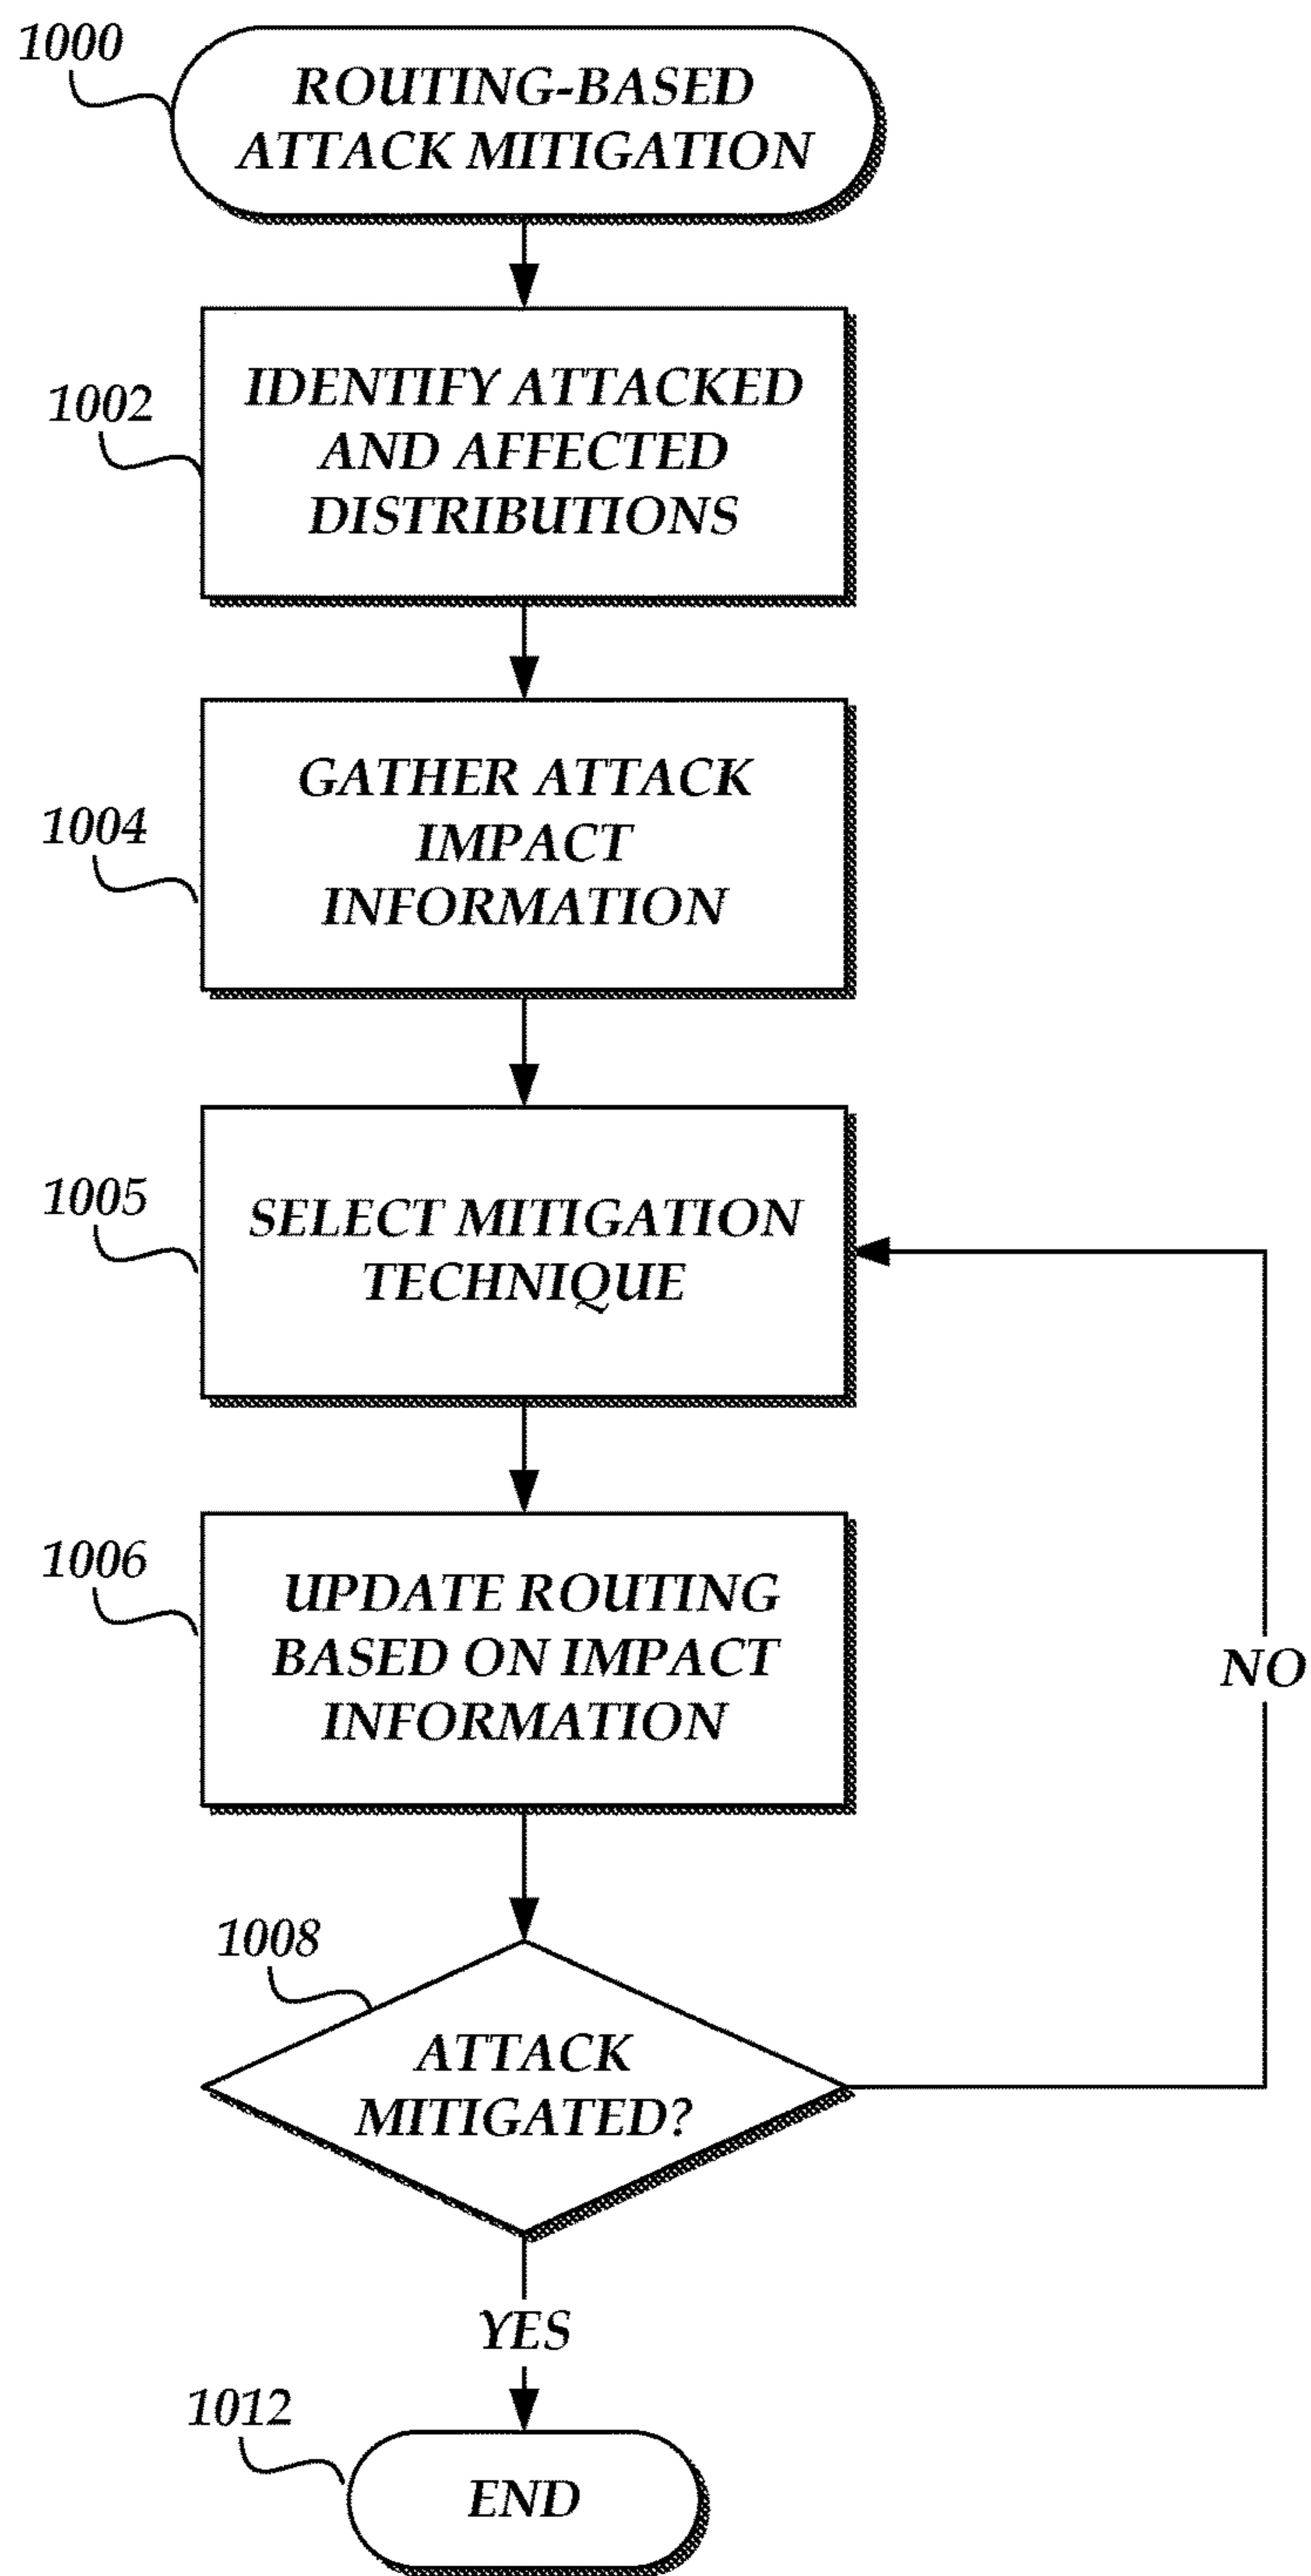 1000
ROUTING-BASED
ATTACK MITIGATION
1002
IDENTIFY ATTACKED
AND AFFECTED
DISTRIBUTIONS
1004
GATHER ATTACK
IMPACT
INFORMATION
1005
SELECT MITIGATION
TECHNIQUE
1006
UPDATE ROUTING
BASED ON IMPACT
INFORMATION
NO
1008
ATTACK
MITIGATED?
YES
1012
END